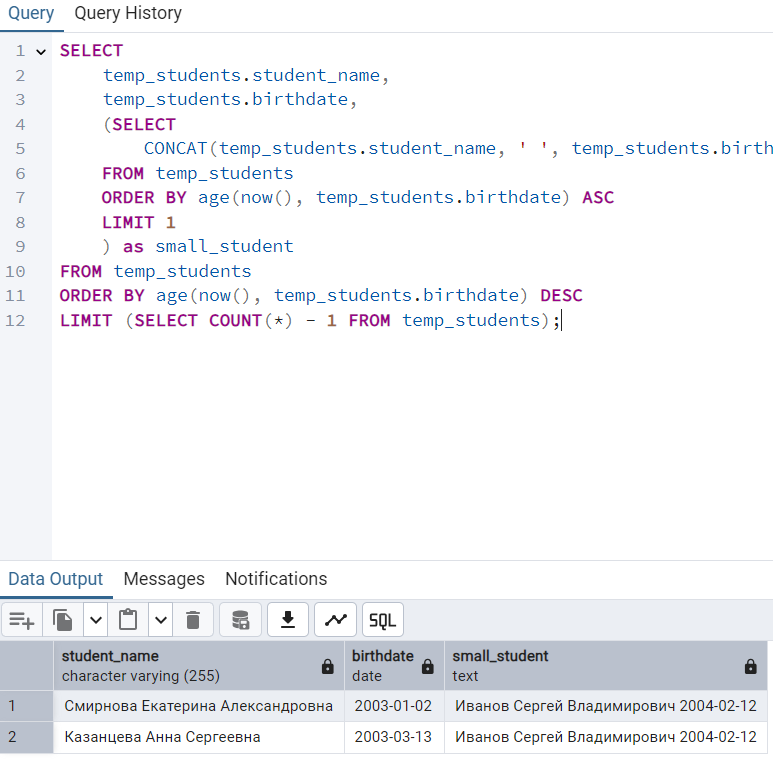 Query Query History
1 SELECT
2 temp_students.student_name,
3 temp_students.birthdate,
4 (SELECT
5 CONCAT(temp_students.student_name, ' ', temp_students.birth
6 FROM temp_students
7 ORDER BY age(now(), temp_students.birthdate) ASC
8 LIMIT 1
9 ) as small_student
10 FROM temp_students
11 ORDER BY age(now(), temp_students.birthdate) DESC
12 LIMIT (SELECT COUNT(*) - 1 FROM temp_students);
Data Output Messages Notifications
SQL
student_name birthdate small_student
character varying (255) date text
1 Смирнова Екатерина Александровна 2003-01-02 Иванов Сергей Владимирович 2004-02-12
2 Казанцева Анна Сергеевна 2003-03-13 Иванов Сергей Владимирович 2004-02-12